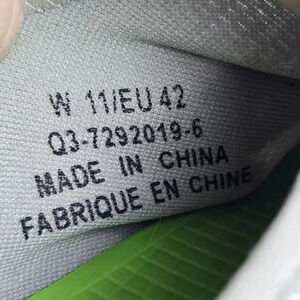 W 11/EU 42
Q3-7292019-6
MADE IN CHINA
FABRIQUE EN CHINE